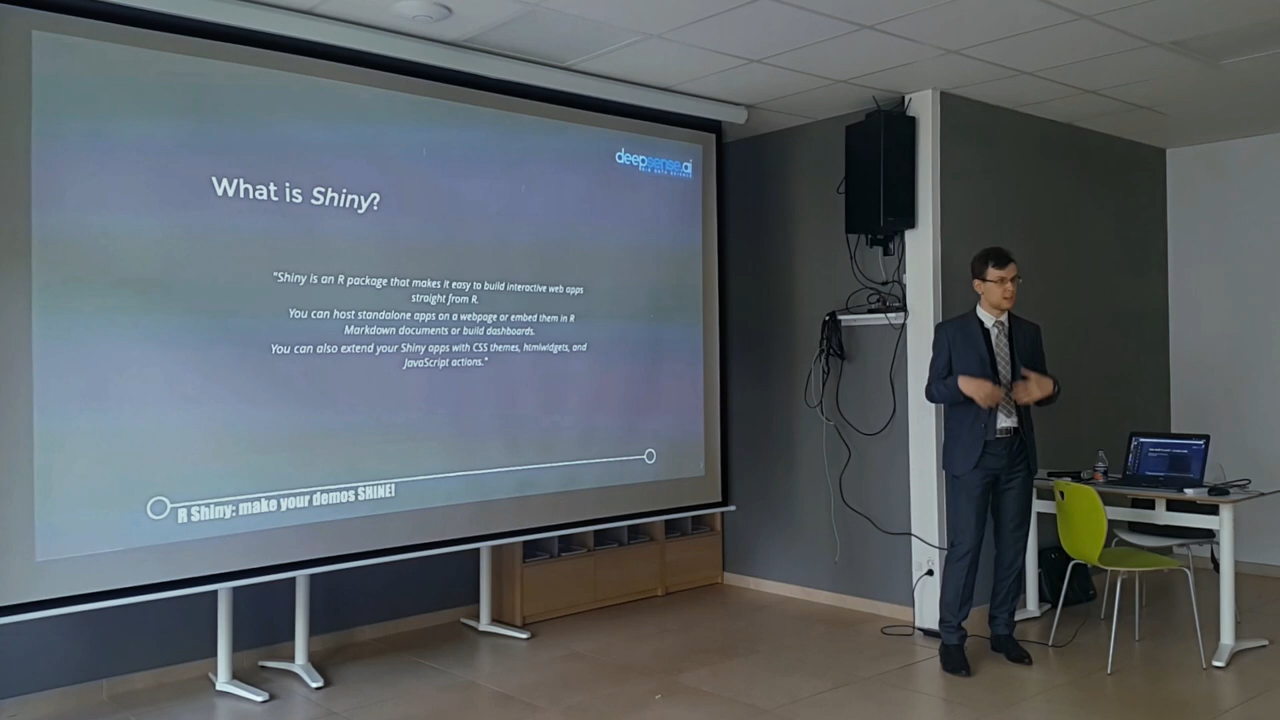 deepsense.ai
What is Shiny?
"Shiny is an R package that makes it easy to build interactive web apps
straight from R.
You can host standalone apps on a webpage or embed them in R
Markdown documents or build dashboards.
You can also extend your Shiny apps with CSS themes, htmlwidgets, and
JavaScript actions."
R Shiny: make your demos SHINE!